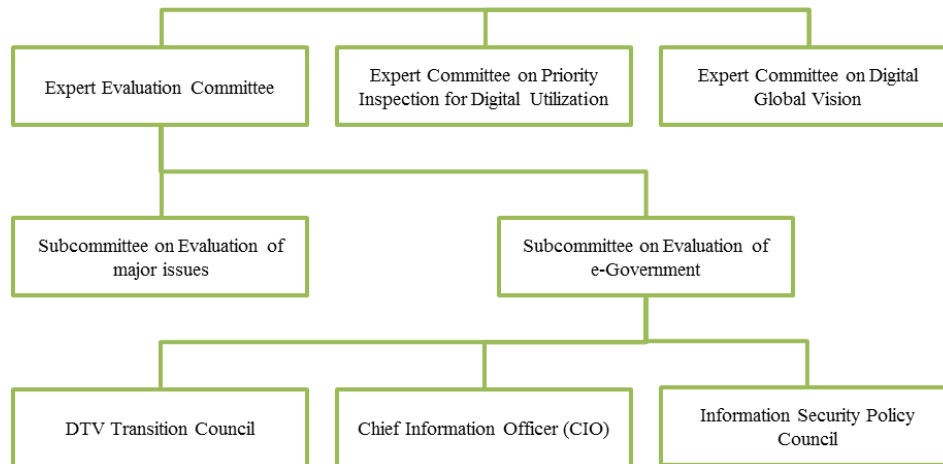 Expert Evaluation Committee
Expert Committee on Priority
Inspection for Digital Utilization
Expert Committee on Digital
Global Vision
Subcommittee on Evaluation of
major issues
Subcommittee on Evaluation of
e-Government
DTV Transition Council
Chief Information Officer (CIO)
Information Security Policy
Council